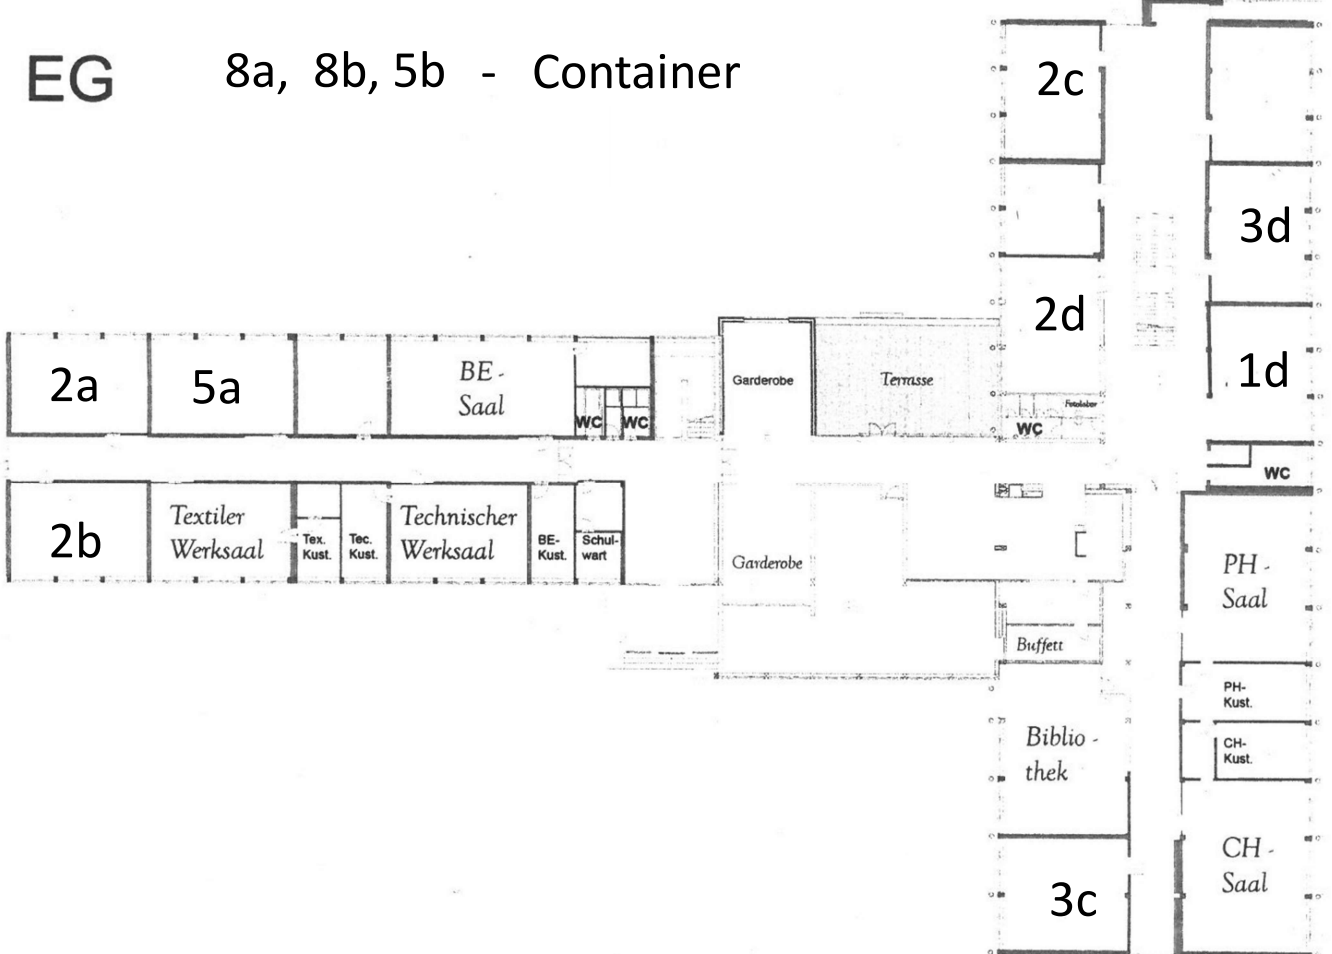 EG
8a, 8b, 5b - Container
2c
3d
2d
1d
Fotolabor
WC
WC
2a
5a
BE -
Saal
WC
WC
Garderobe
Terrasse
2b
Textiler
Werksaal
Tex.
Kust.
Tec.
Kust.
Technischer
Werksaal
BE-
Kust.
Schul-
wart
Garderobe
Buffett
PH -
Saal
PH-
Kust.
CH-
Kust.
Biblio -
thek
CH -
Saal
3c